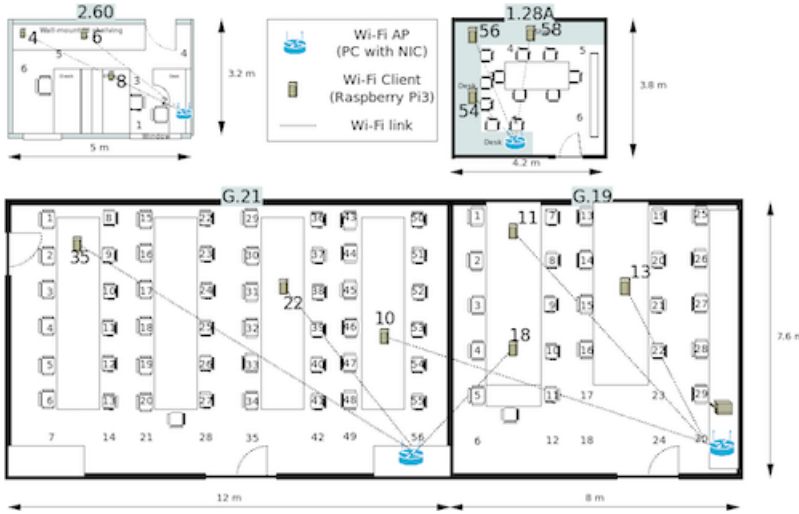 2.60
Wall-mounted shelving
4 6
5 4
6
8 3
Desk
2
1
Window
3.2 m
5 m
Wi-Fi AP
(PC with NIC)
Wi-Fi Client
(Raspberry Pi3)
Wi-Fi link
1.28A
56 58
4 5
Desk
54
6
Desk
3.8 m
4.2 m
G.21
1 8 15 22 29 36 43 50
35
2 9 16 23 30 37 44 51
3 10 17 24 31 38 45 52
22
10
4 11 18 25 32 39 46 53
5 12 19 26 33 40 47 54
6 13 20 27 34 41 48 55
7 14 21 28 35 42 49 56
12 m
G.19
1 7 13 19 25
11
2 8 14 20 26
13
3 9 15 21 27
18
4 10 16 22 28
5 11 17 23 29
6 12 18 24 30
7.6 m
8 m